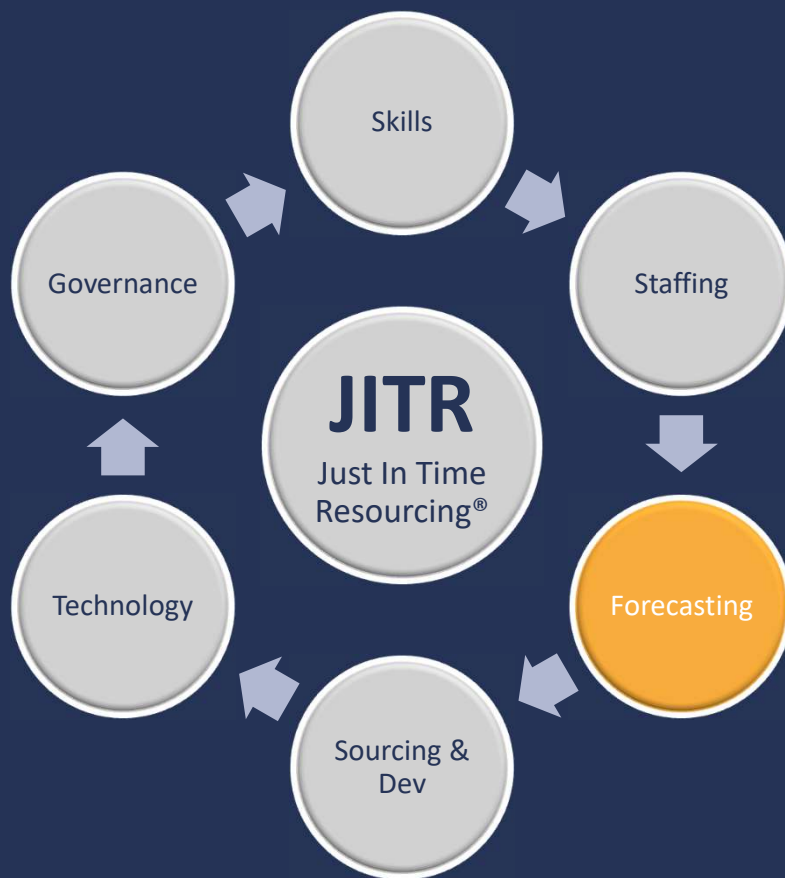 Skills
Governance
Staffing
JITR
Just In Time
Resourcing®
Technology
Forecasting
Sourcing &
Dev